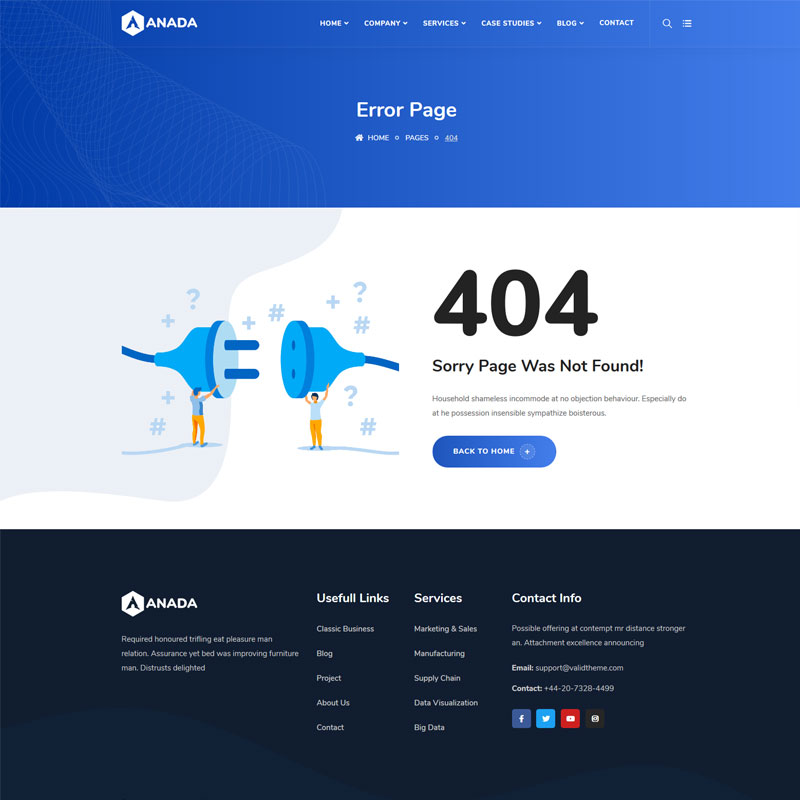 ANADA
HOME COMPANY SERVICES CASE STUDIES BLOG CONTACT
Error Page
HOME PAGES 404
? + # + ? #
+ # ? #
404
Sorry Page Was Not Found!
Household shameless incommode at no objection behaviour. Especially do
at he possession insensible sympathize boisterous.
BACK TO HOME +
ANADA
Required honoured trifling eat pleasure man
relation. Assurance yet bed was improving furniture
man. Distrusts delighted
Usefull Links
Classic Business
Blog
Project
About Us
Contact
Services
Marketing & Sales
Manufacturing
Supply Chain
Data Visualization
Big Data
Contact Info
Possible offering at contempt mr distance stronger
an. Attachment excellence announcing
Email: support@validtheme.com
Contact: +44-20-7328-4499